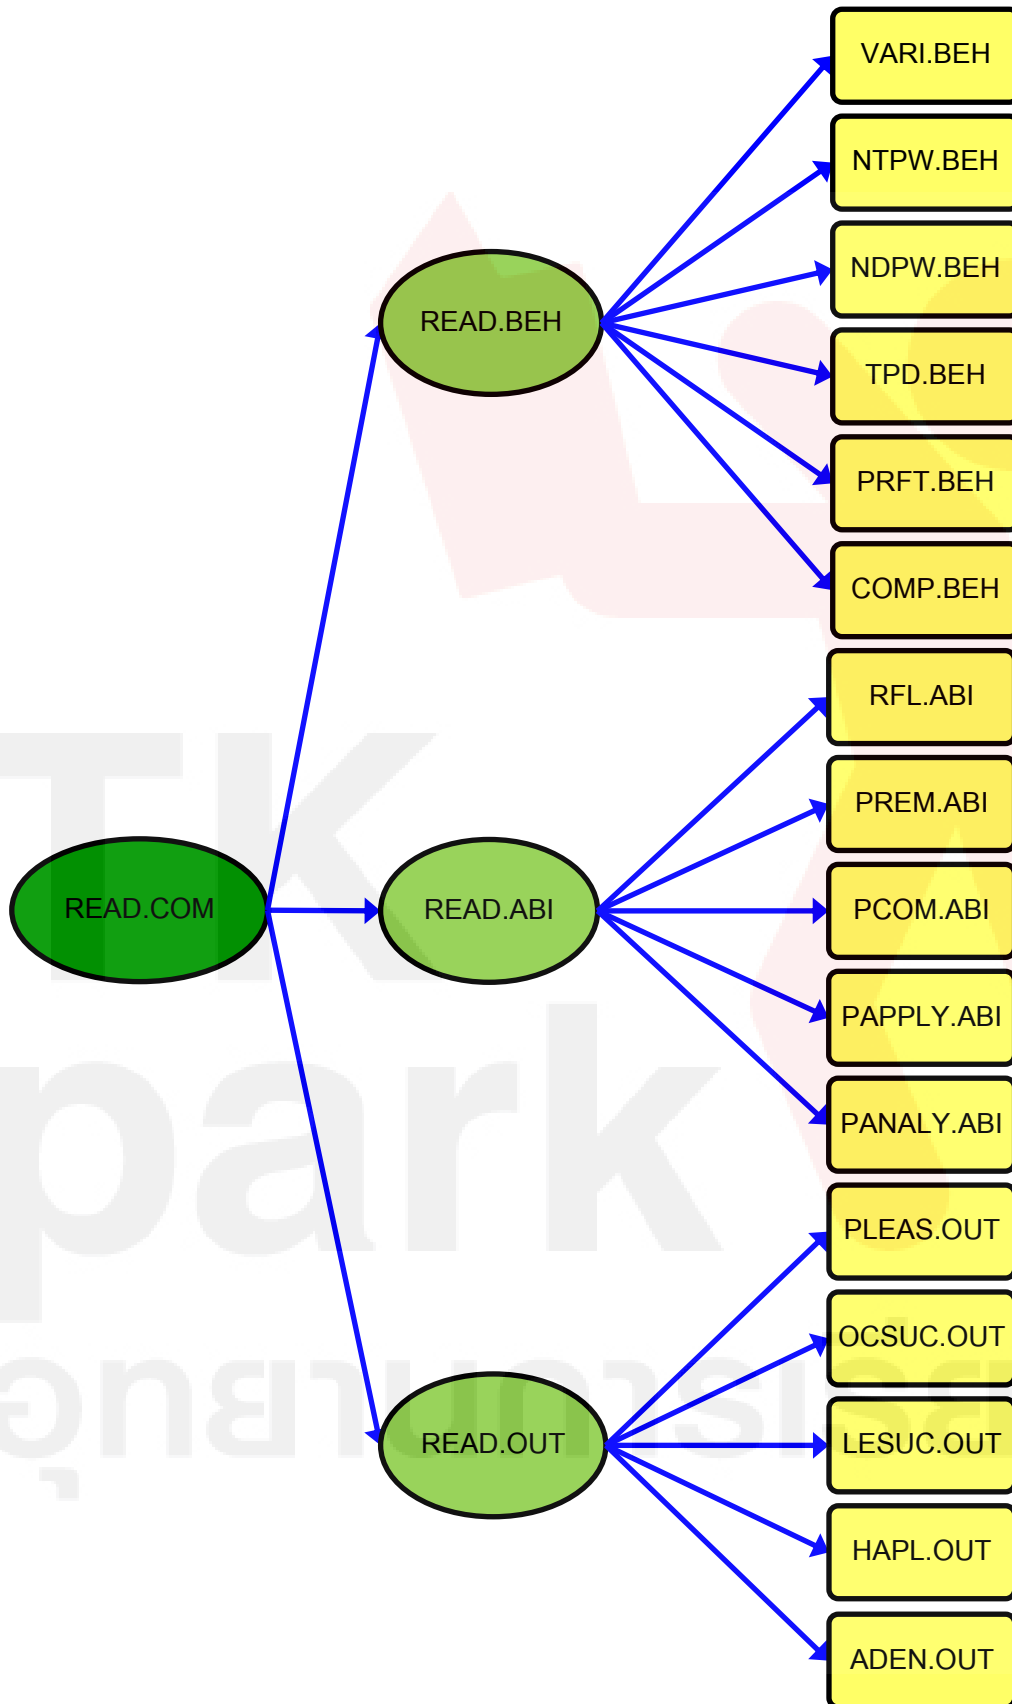 VARI.BEH
NTPW.BEH
NDPW.BEH
READ.BEH
TPD.BEH
PRFT.BEH
COMP.BEH
RFL.ABI
PREM.ABI
READ.COM
READ.ABI
PCOM.ABI
PAPPLY.ABI
PANALY.ABI
PLEAS.OUT
OCSUC.OUT
READ.OUT
LESUC.OUT
HAPL.OUT
ADEN.OUT
TK
park